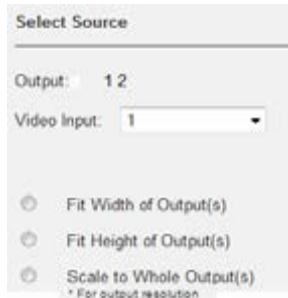 Select Source
Output: 1 2
Video Input: 1
Fit Width of Output(s)
Fit Height of Output(s)
Scale to Whole Output(s)
* For output resolution